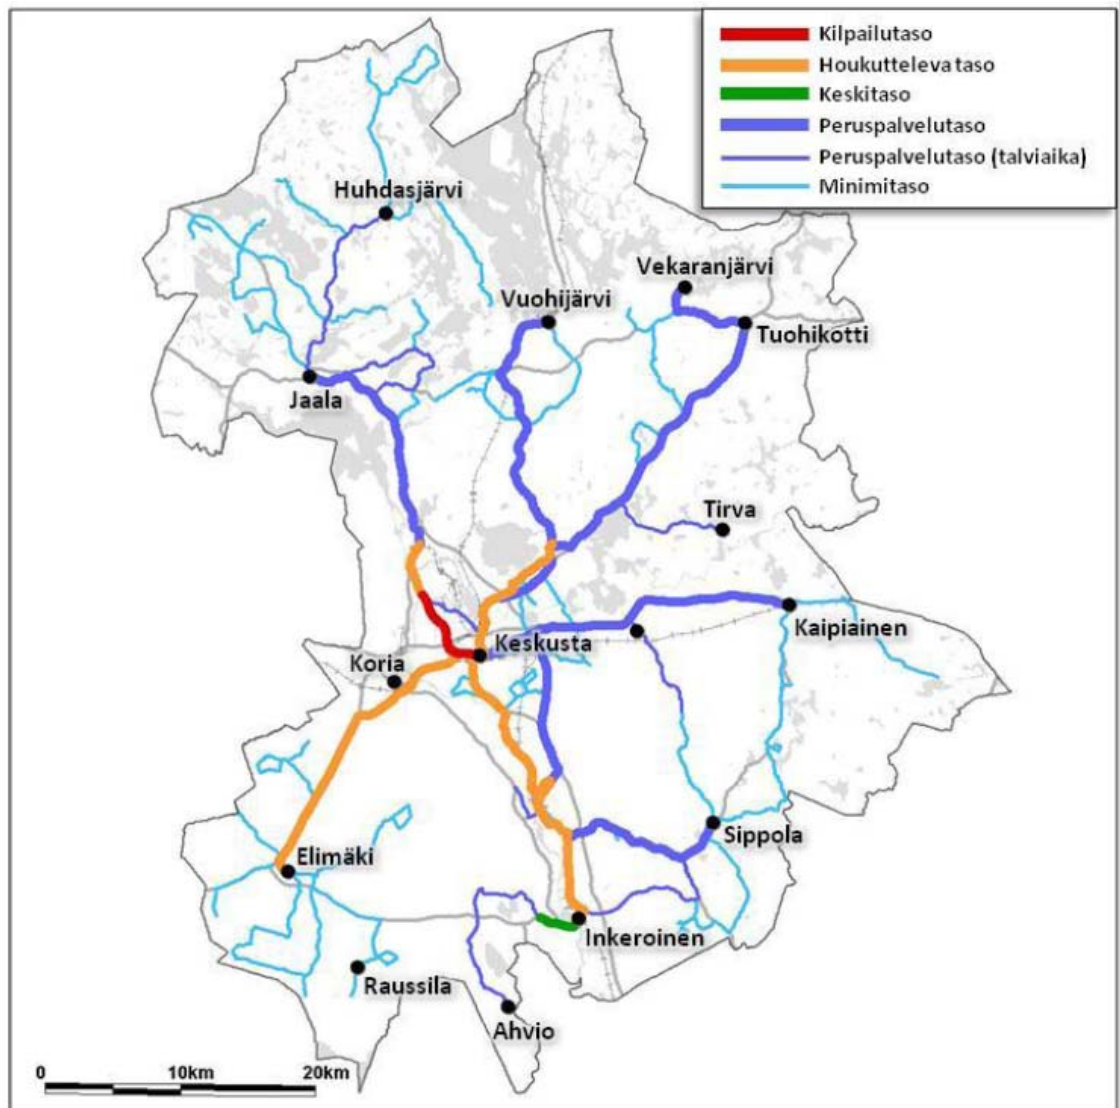 Kilpailutaso
Houkutteleva taso
Keskitaso
Peruspalvelutaso
Peruspalvelutaso (talviaika)
Minimitaso
Huhdasjärvi
Vekaranjärvi
Vuohijärvi
Tuohikotti
Jaala
Tirva
Kaipiainen
Keskusta
Koria
Sippola
Elimäki
Inkeroinen
Raussila
Ahvio
0 10km 20km